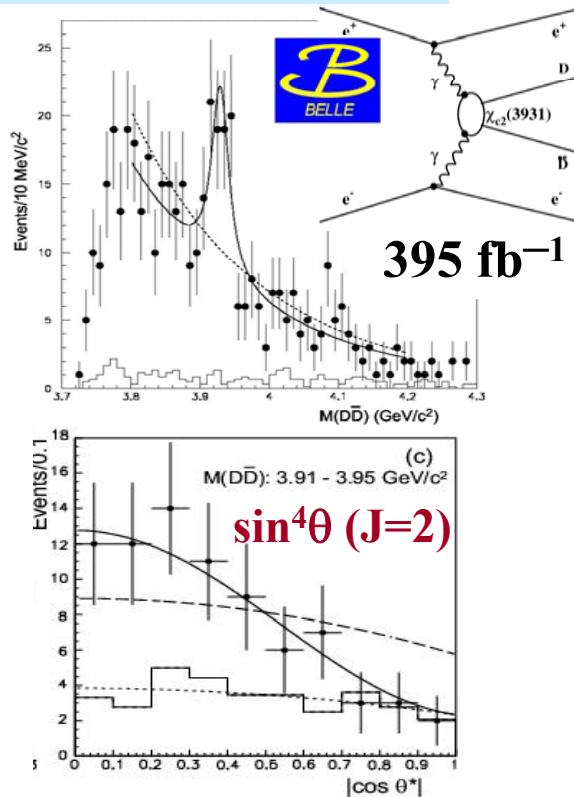 Events/10 MeV/c²
25
20
15
10
5
0
3.7
3.8
3.9
4
4.1
4.2
4.3
M(DD̅) (GeV/c²)
B
BELLE
e⁺
e⁺
D
γ
χc2(3931)
γ
D̅
e⁻
e⁻
395 fb⁻¹
Events/0.1
18
16
14
12
10
8
6
4
2
0
(c)
M(DD̅): 3.91 - 3.95 GeV/c²
sin⁴θ (J=2)
0
0.1
0.2
0.3
0.4
0.5
0.6
0.7
0.8
0.9
1
|cos θ*|